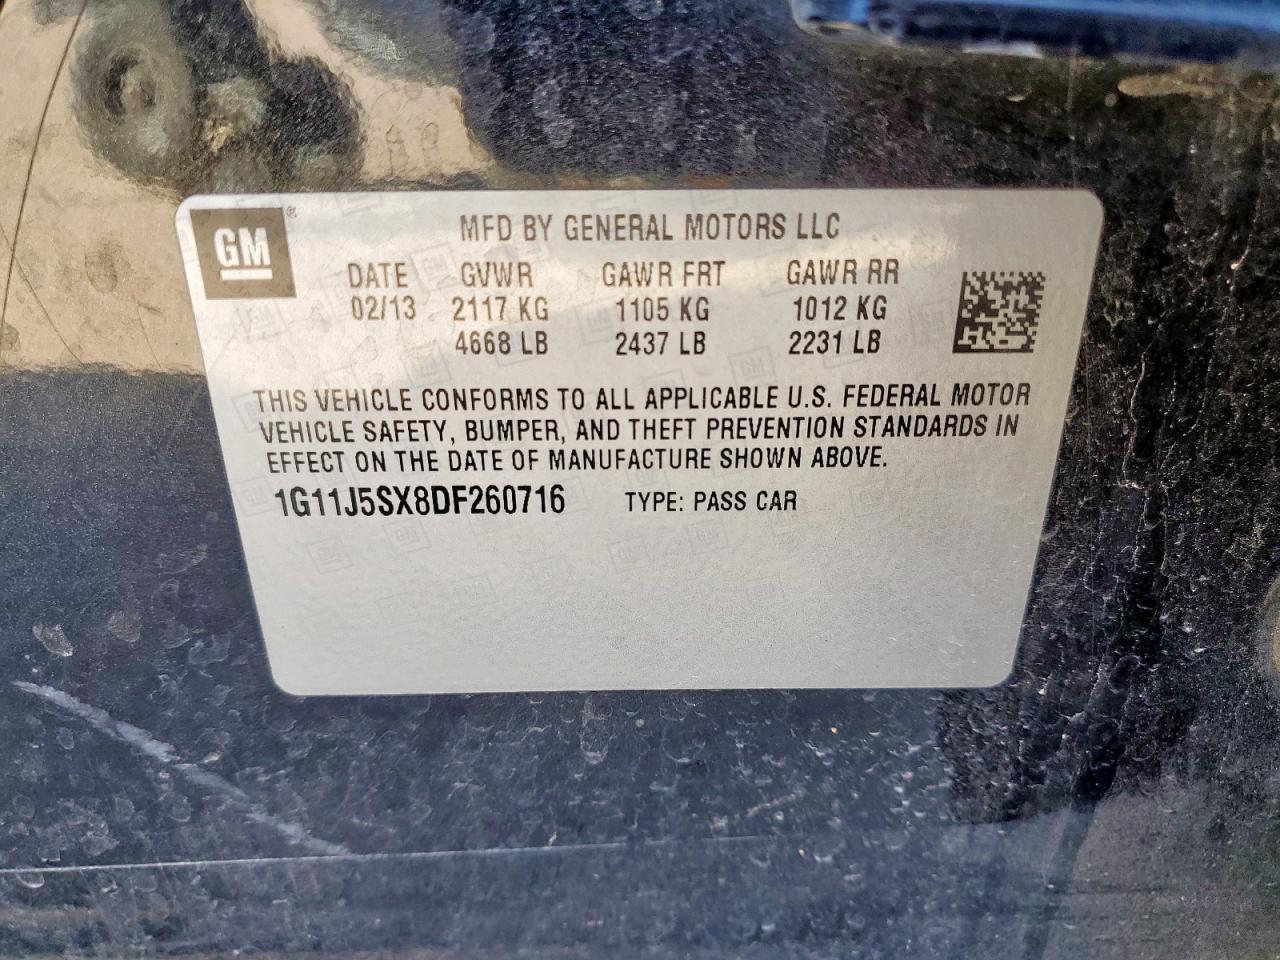 GM
MFD BY GENERAL MOTORS LLC
DATE GVWR GAWR FRT GAWR RR
02/13 2117 KG 1105 KG 1012 KG
4668 LB 2437 LB 2231 LB
THIS VEHICLE CONFORMS TO ALL APPLICABLE U.S. FEDERAL MOTOR
VEHICLE SAFETY, BUMPER, AND THEFT PREVENTION STANDARDS IN
EFFECT ON THE DATE OF MANUFACTURE SHOWN ABOVE.
1G11J5SX8DF260716 TYPE: PASS CAR